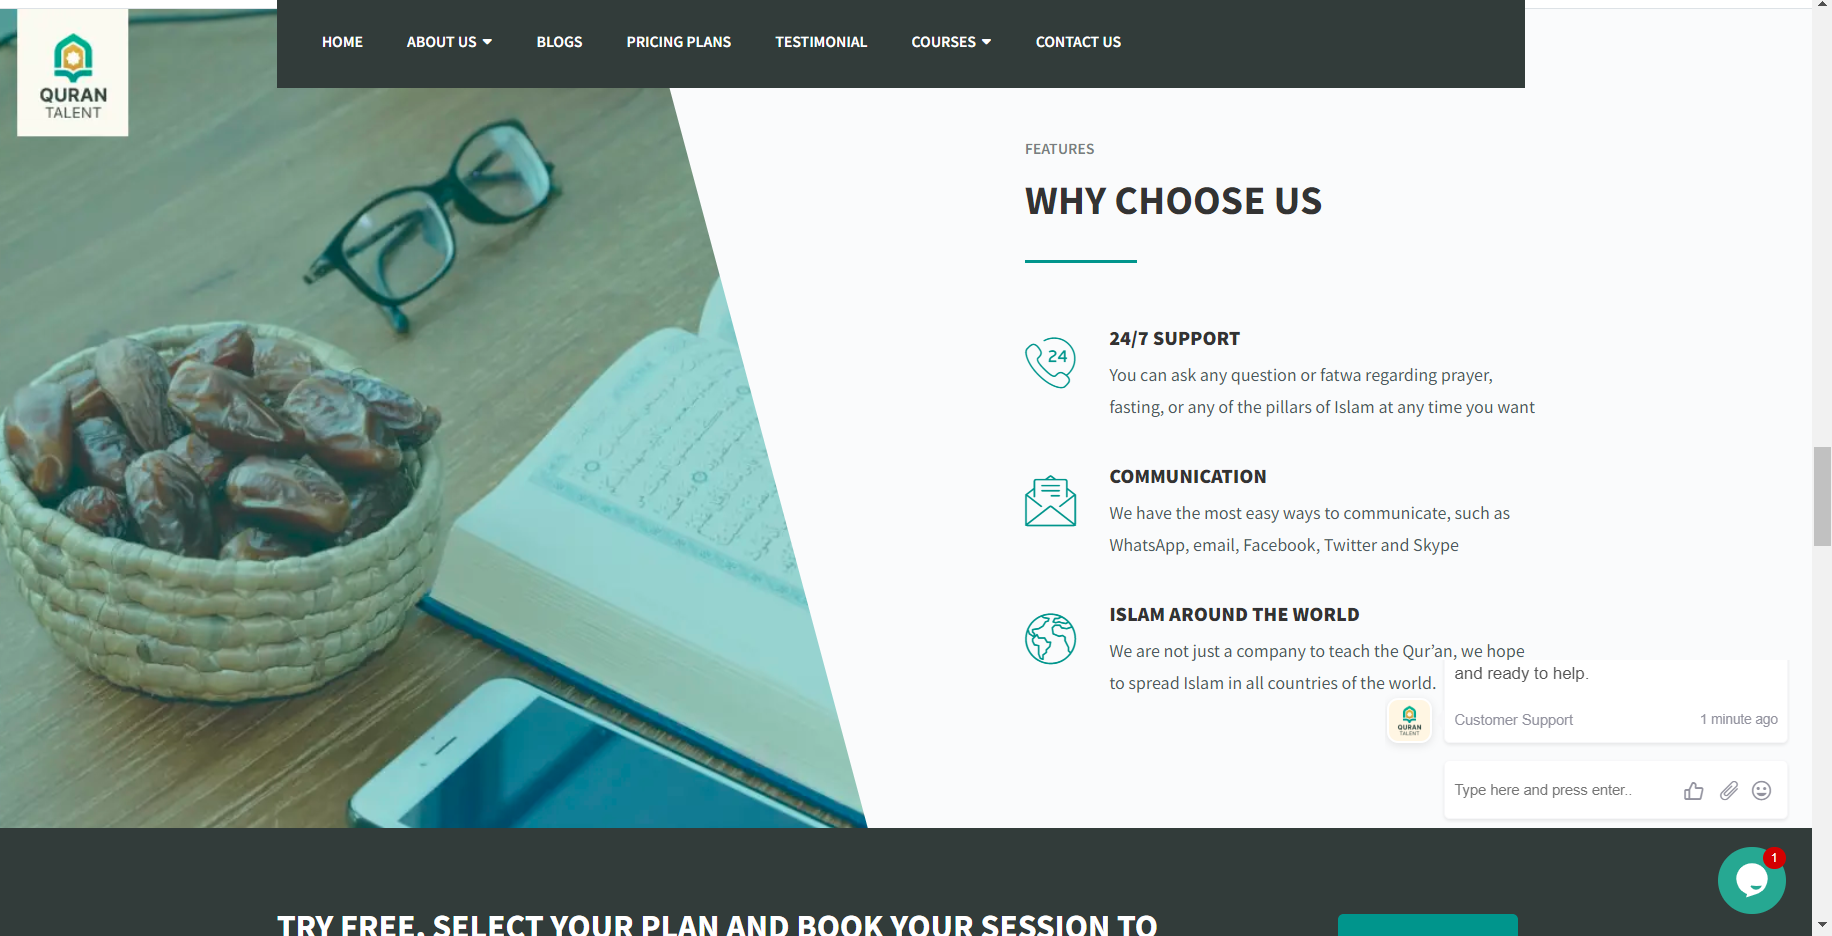 QURAN
TALENT
HOME
ABOUT US
BLOGS
PRICING PLANS
TESTIMONIAL
COURSES
CONTACT US
FEATURES
WHY CHOOSE US
24
24/7 SUPPORT
You can ask any question or fatwa regarding prayer,
fasting, or any of the pillars of Islam at any time you want
COMMUNICATION
We have the most easy ways to communicate, such as
WhatsApp, email, Facebook, Twitter and Skype
ISLAM AROUND THE WORLD
We are not just a company to teach the Qur’an, we hope
to spread Islam in all countries of the world.
and ready to help.
QURAN
TALENT
Customer Support
1 minute ago
Type here and press enter..
1
TRY FREE. SELECT YOUR PLAN AND BOOK YOUR SESSION TO